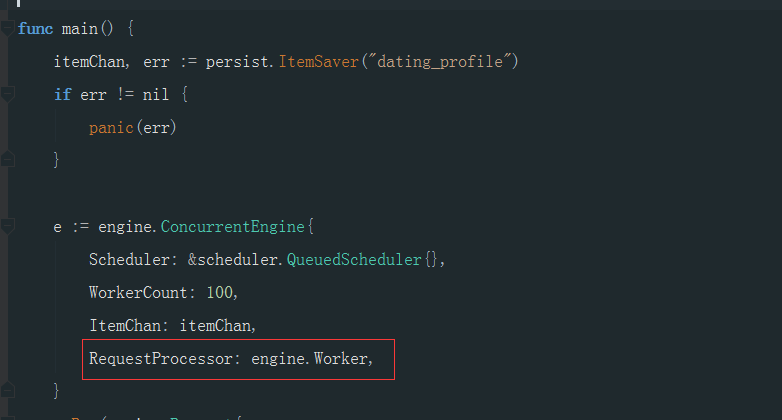 func main() {
itemChan, err := persist.ItemSaver("dating_profile")
if err != nil {
panic(err)
}
e := engine.ConcurrentEngine{
Scheduler: &scheduler.QueuedScheduler{},
WorkerCount: 100,
ItemChan: itemChan,
RequestProcessor: engine.Worker,
}